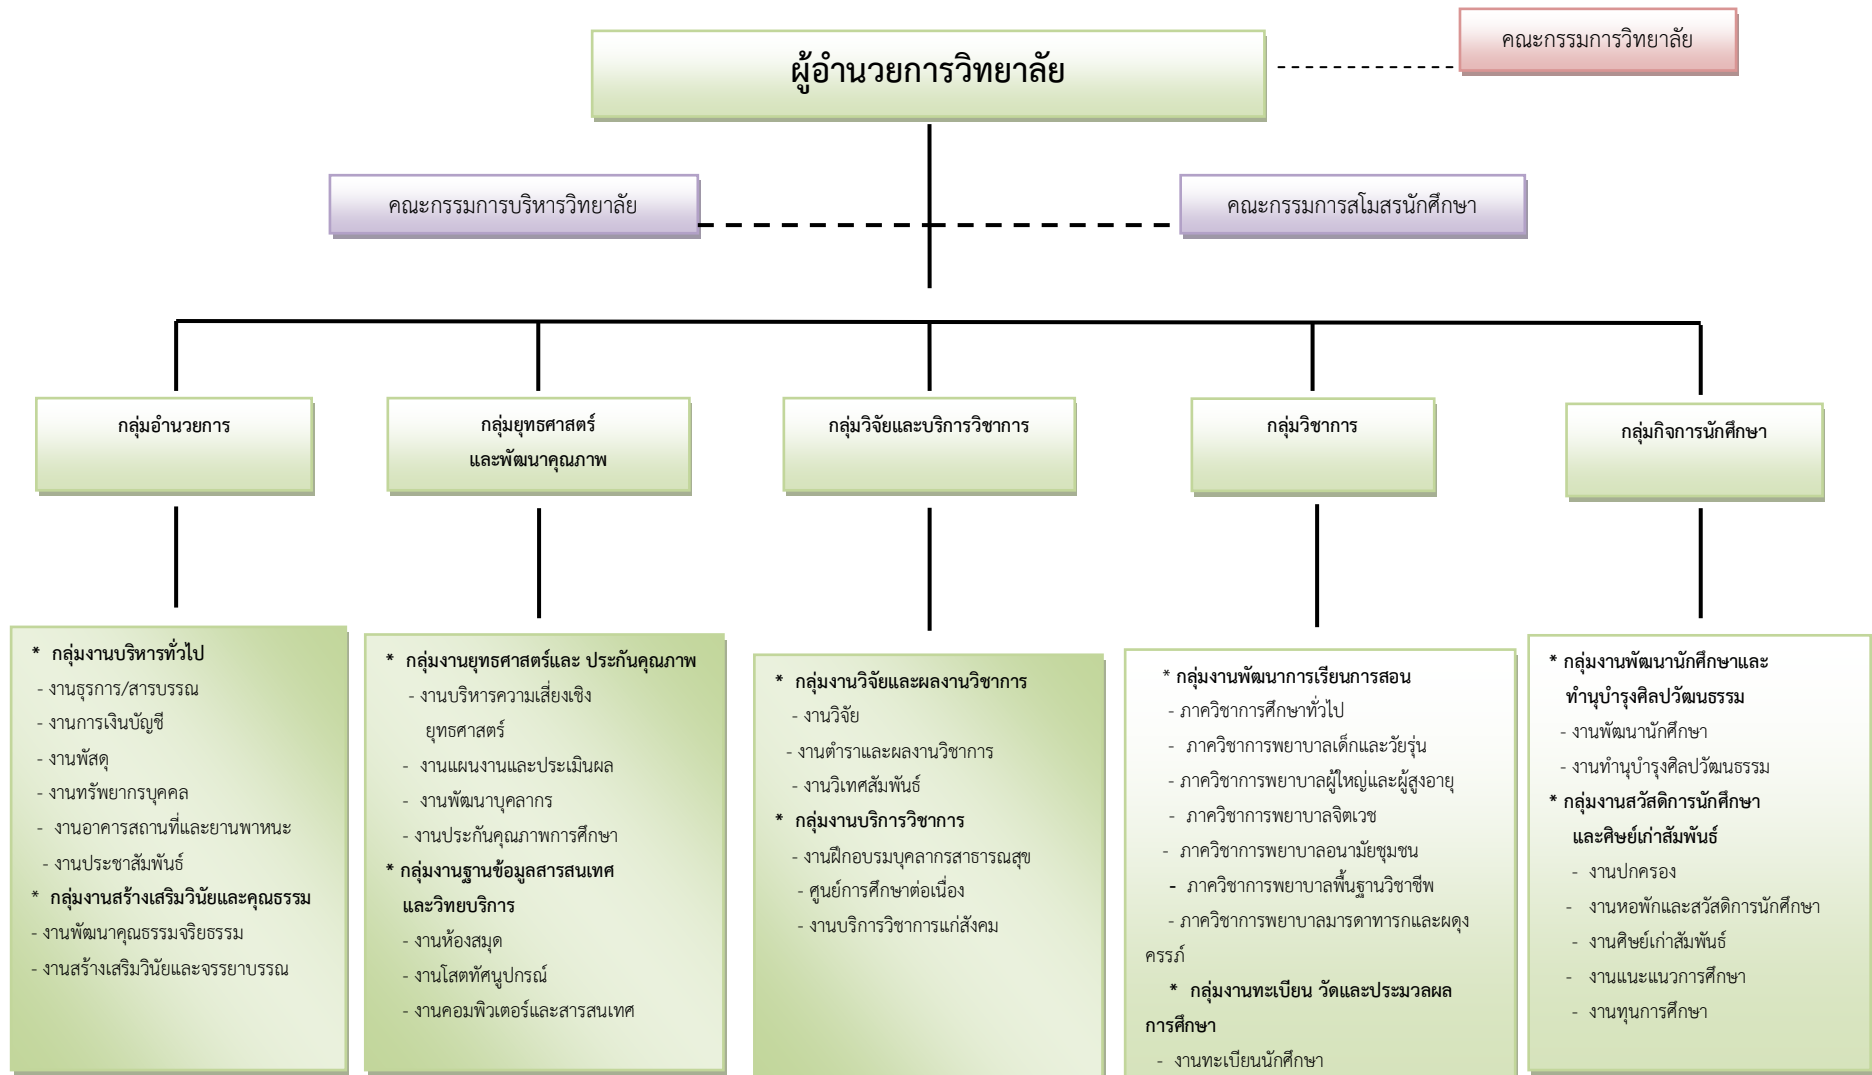 คณะกรรมการวิทยาลัย
ผู้อำนวยการวิทยาลัย
คณะกรรมการบริหารวิทยาลัย
คณะกรรมการสโมสรนักศึกษา
กลุ่มอำนวยการ
กลุ่มยุทธศาสตร์
และพัฒนาคุณภาพ
กลุ่มวิจัยและบริการวิชาการ
กลุ่มวิชาการ
กลุ่มกิจการนักศึกษา
* กลุ่มงานบริหารทั่วไป
- งานธุรการ/สารบรรณ
- งานการเงินบัญชี
- งานพัสดุ
- งานทรัพยากรบุคคล
- งานอาคารสถานที่และยานพาหนะ
- งานประชาสัมพันธ์
* กลุ่มงานสร้างเสริมวินัยและคุณธรรม
- งานพัฒนาคุณธรรมจริยธรรม
- งานสร้างเสริมวินัยและจรรยาบรรณ
* กลุ่มงานยุทธศาสตร์และ ประกันคุณภาพ
- งานบริหารความเสี่ยงเชิง
ยุทธศาสตร์
- งานแผนงานและประเมินผล
- งานพัฒนาบุคลากร
- งานประกันคุณภาพการศึกษา
* กลุ่มงานฐานข้อมูลสารสนเทศ
และวิทยบริการ
- งานห้องสมุด
- งานโสตทัศนูปกรณ์
- งานคอมพิวเตอร์และสารสนเทศ
* กลุ่มงานวิจัยและผลงานวิชาการ
- งานวิจัย
- งานตำราและผลงานวิชาการ
- งานวิเทศสัมพันธ์
* กลุ่มงานบริการวิชาการ
- งานฝึกอบรมบุคลากรสาธารณสุข
- ศูนย์การศึกษาต่อเนื่อง
- งานบริการวิชาการแก่สังคม
* กลุ่มงานพัฒนาการเรียนการสอน
- ภาควิชาการศึกษาทั่วไป
- ภาควิชาการพยาบาลเด็กและวัยรุ่น
- ภาควิชาการพยาบาลผู้ใหญ่และผู้สูงอายุ
- ภาควิชาการพยาบาลจิตเวช
- ภาควิชาการพยาบาลอนามัยชุมชน
- ภาควิชาการพยาบาลพื้นฐานวิชาชีพ
- ภาควิชาการพยาบาลมารดาทารกและผดุง
ครรภ์
* กลุ่มงานทะเบียน วัดและประมวลผล
การศึกษา
- งานทะเบียนนักศึกษา
* กลุ่มงานพัฒนานักศึกษาและ
ทำนุบำรุงศิลปวัฒนธรรม
- งานพัฒนานักศึกษา
- งานทำนุบำรุงศิลปวัฒนธรรม
* กลุ่มงานสวัสดิการนักศึกษา
และศิษย์เก่าสัมพันธ์
- งานปกครอง
- งานหอพักและสวัสดิการนักศึกษา
- งานศิษย์เก่าสัมพันธ์
- งานแนะแนวการศึกษา
- งานทุนการศึกษา